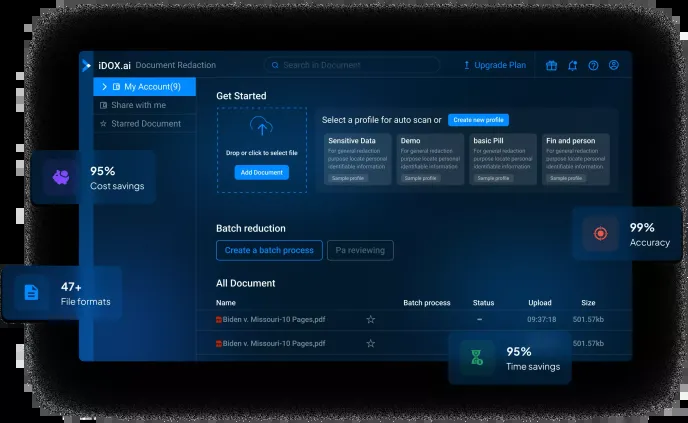 iDOX.ai Document Redaction
Search in Document
Upgrade Plan
My Account(9)
Share with me
Starred Document
Get Started
Drop or click to select file
Add Document
Select a profile for auto scan or
Create new profile
Sensitive Data
For general redaction
purpose locate personal
identifiable information
Sample profile
Demo
For general redaction
purpose locate personal
identifiable information
Sample profile
basic Pill
For general redaction
purpose locate personal
identifiable information
Sample profile
Fin and person
For general redaction
purpose locate personal
identifiable information
Sample profile
95%
Cost savings
99%
Accuracy
47+
File formats
Batch reduction
Create a batch process
Pa reviewing
All Document
Name Batch process Status Upload Size
Biden v. Missouri-10 Pages,pdf – 09:37:18 501.57kb
Biden v. Missouri-10 Pages,pdf 501.57kb
95%
Time savings